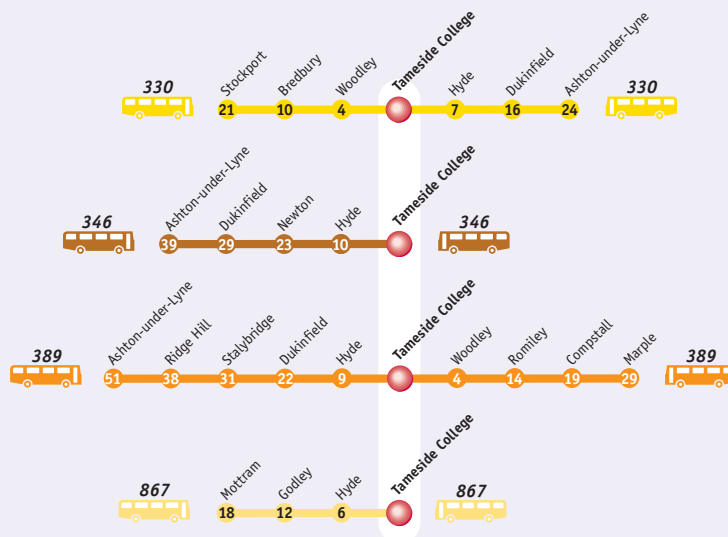 330
Stockport
Bredbury
Woodley
Tameside College
Hyde
Dukinfield
Ashton-under-Lyne
330
21
10
4
7
16
24
346
Ashton-under-Lyne
Dukinfield
Newton
Hyde
Tameside College
346
39
29
23
10
389
Ashton-under-Lyne
Ridge Hill
Stalybridge
Dukinfield
Hyde
Tameside College
Woodley
Romiley
Compstall
Marple
389
51
38
31
22
9
4
14
19
29
867
Mottram
Godley
Hyde
Tameside College
867
18
12
6